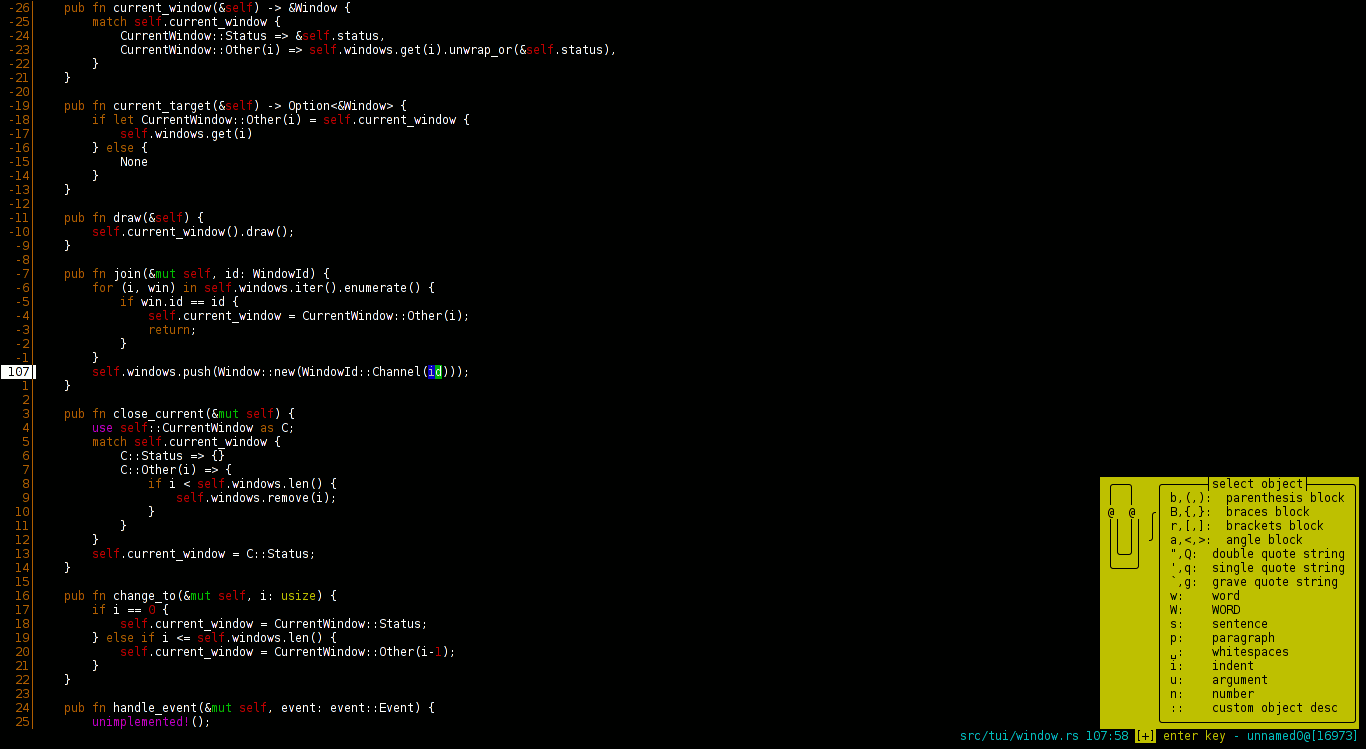 -26     pub fn current_window(&self) -> &Window {
-25         match self.current_window {
-24             CurrentWindow::Status => &self.status,
-23             CurrentWindow::Other(i) => self.windows.get(i).unwrap_or(&self.status),
-22         }
-21     }
-20
-19     pub fn current_target(&self) -> Option<&Window> {
-18         if let CurrentWindow::Other(i) = self.current_window {
-17             self.windows.get(i)
-16         } else {
-15             None
-14         }
-13     }
-12
-11     pub fn draw(&self) {
-10         self.current_window().draw();
-9     }
-8
-7     pub fn join(&mut self, id: WindowId) {
-6         for (i, win) in self.windows.iter().enumerate() {
-5             if win.id == id {
-4                 self.current_window = CurrentWindow::Other(i);
-3                 return;
-2             }
-1         }
107         self.windows.push(Window::new(WindowId::Channel(id)));
1     }
2
3     pub fn close_current(&mut self) {
4         use self::CurrentWindow as C;
5         match self.current_window {
6             C::Status => {}
7             C::Other(i) => {
8                 if i < self.windows.len() {
9                     self.windows.remove(i);
10                 }
11             }
12         }
13         self.current_window = C::Status;
14     }
15
16     pub fn change_to(&mut self, i: usize) {
17         if i == 0 {
18             self.current_window = CurrentWindow::Status;
19         } else if i <= self.windows.len() {
20             self.current_window = CurrentWindow::Other(i-1);
21         }
22     }
23
24     pub fn handle_event(&mut self, event: event::Event) {
25         unimplemented!();
select object
@ @
b,(,):  parenthesis block
B,{,}:  braces block
r,[,]:  brackets block
a,<,>:  angle block
",Q:  double quote string
',q:  single quote string
`,g:  grave quote string
w:    word
W:    WORD
s:    sentence
p:    paragraph
␣:    whitespaces
i:    indent
u:    argument
n:    number
::    custom object desc
src/tui/window.rs 107:58 [+] enter key - unnamed0@[16973]